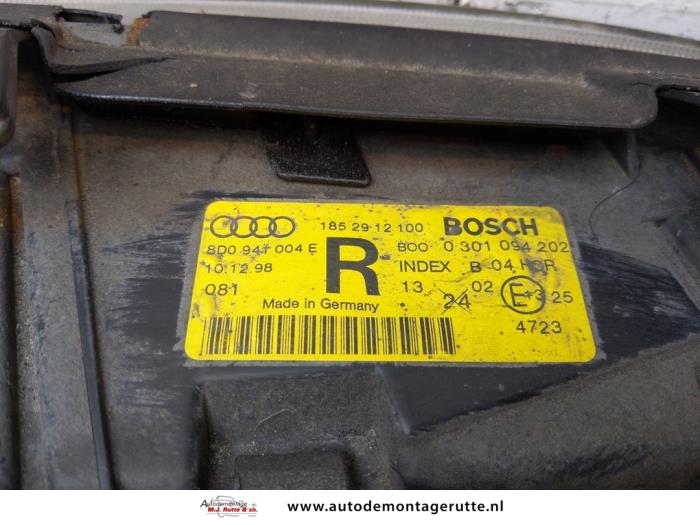 185 29 12 100 BOSCH
8D0 941 004 E R BOO 0 301 094 202
10.12.98 INDEX B 04 HCR
081 13 24 02 E 25
Made in Germany
4723
Autodemontage
M.J. Rutte & zn.
www.autodemontagerutte.nl